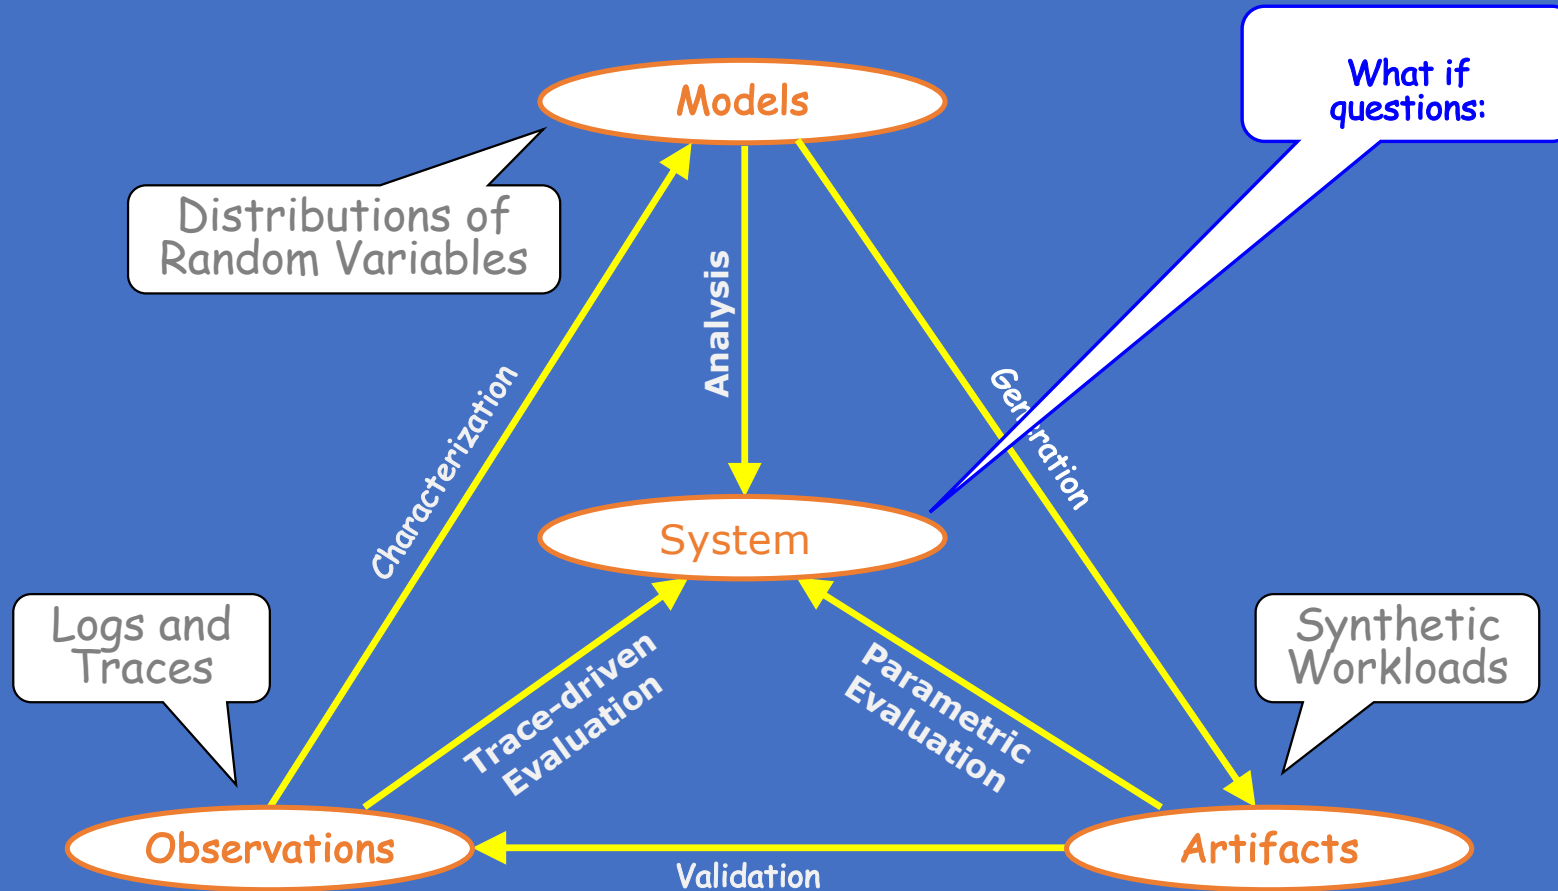 Models
What if
questions:
Distributions of
Random Variables
Analysis
Characterization
Generation
System
Logs and
Traces
Synthetic
Workloads
Trace-driven
Evaluation
Parametric
Evaluation
Observations
Artifacts
Validation